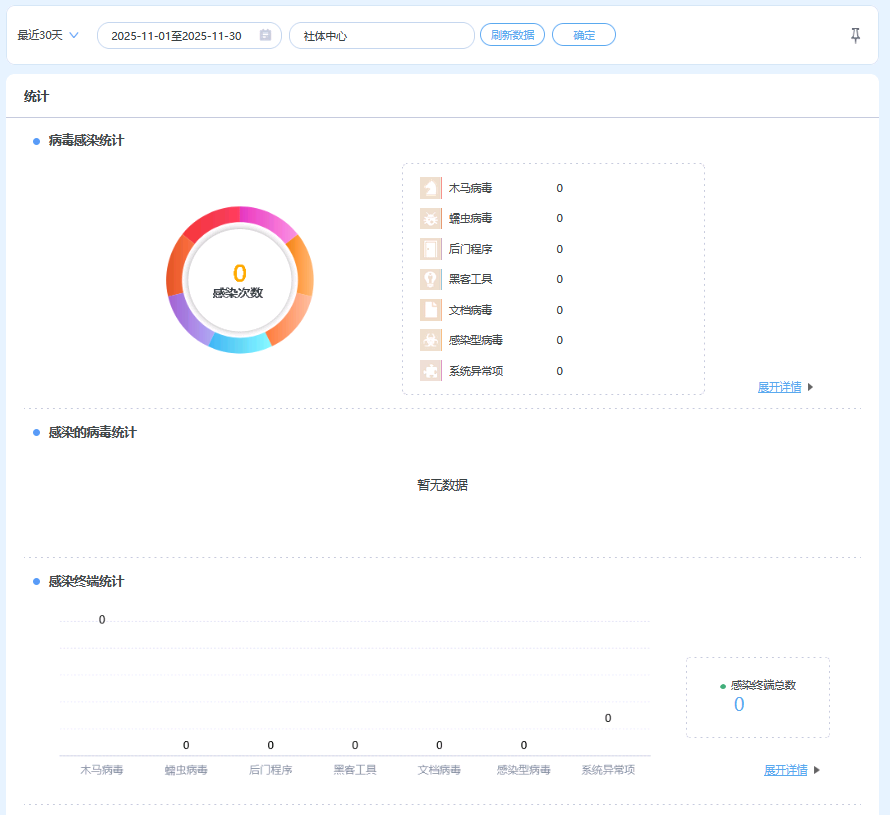 最近30天 2025-11-01至2025-11-30 社体中心 刷新数据 确定
统计
病毒感染统计
木马病毒 0
蠕虫病毒 0
后门程序 0
黑客工具 0
文档病毒 0
感染型病毒 0
系统异常项 0
0
感染次数
展开详情
感染的病毒统计
暂无数据
感染终端统计
0
0 0 0 0 0 0
木马病毒 蠕虫病毒 后门程序 黑客工具 文档病毒 感染型病毒 系统异常项
感染终端总数
0
展开详情